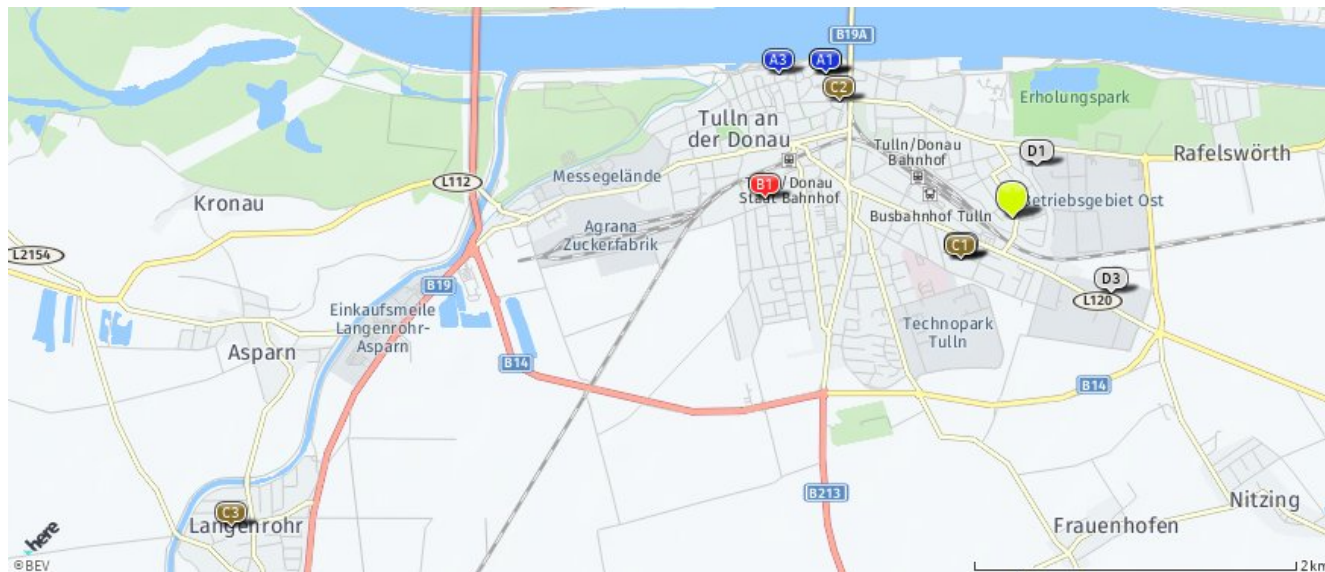 B19A
A3
A1
C2
Erholungspark
Tulln an
der Donau
Tulln/Donau
Bahnhof
D1
Rafelswörth
L112
Messegelände
B1
Stadt Bahnhof
/Donau
Kronau
Busbahnhof Tulln
Betriebsgebiet Ost
Agrana
Zuckerfabrik
C1
L2154
B19
D3
L120
Einkaufsmeile
Langenrohr-
Asparn
Asparn
Technopark
Tulln
B14
B14
B213
Nitzing
C3
Langenrohr
Frauenhofen
here
©BEV
2km